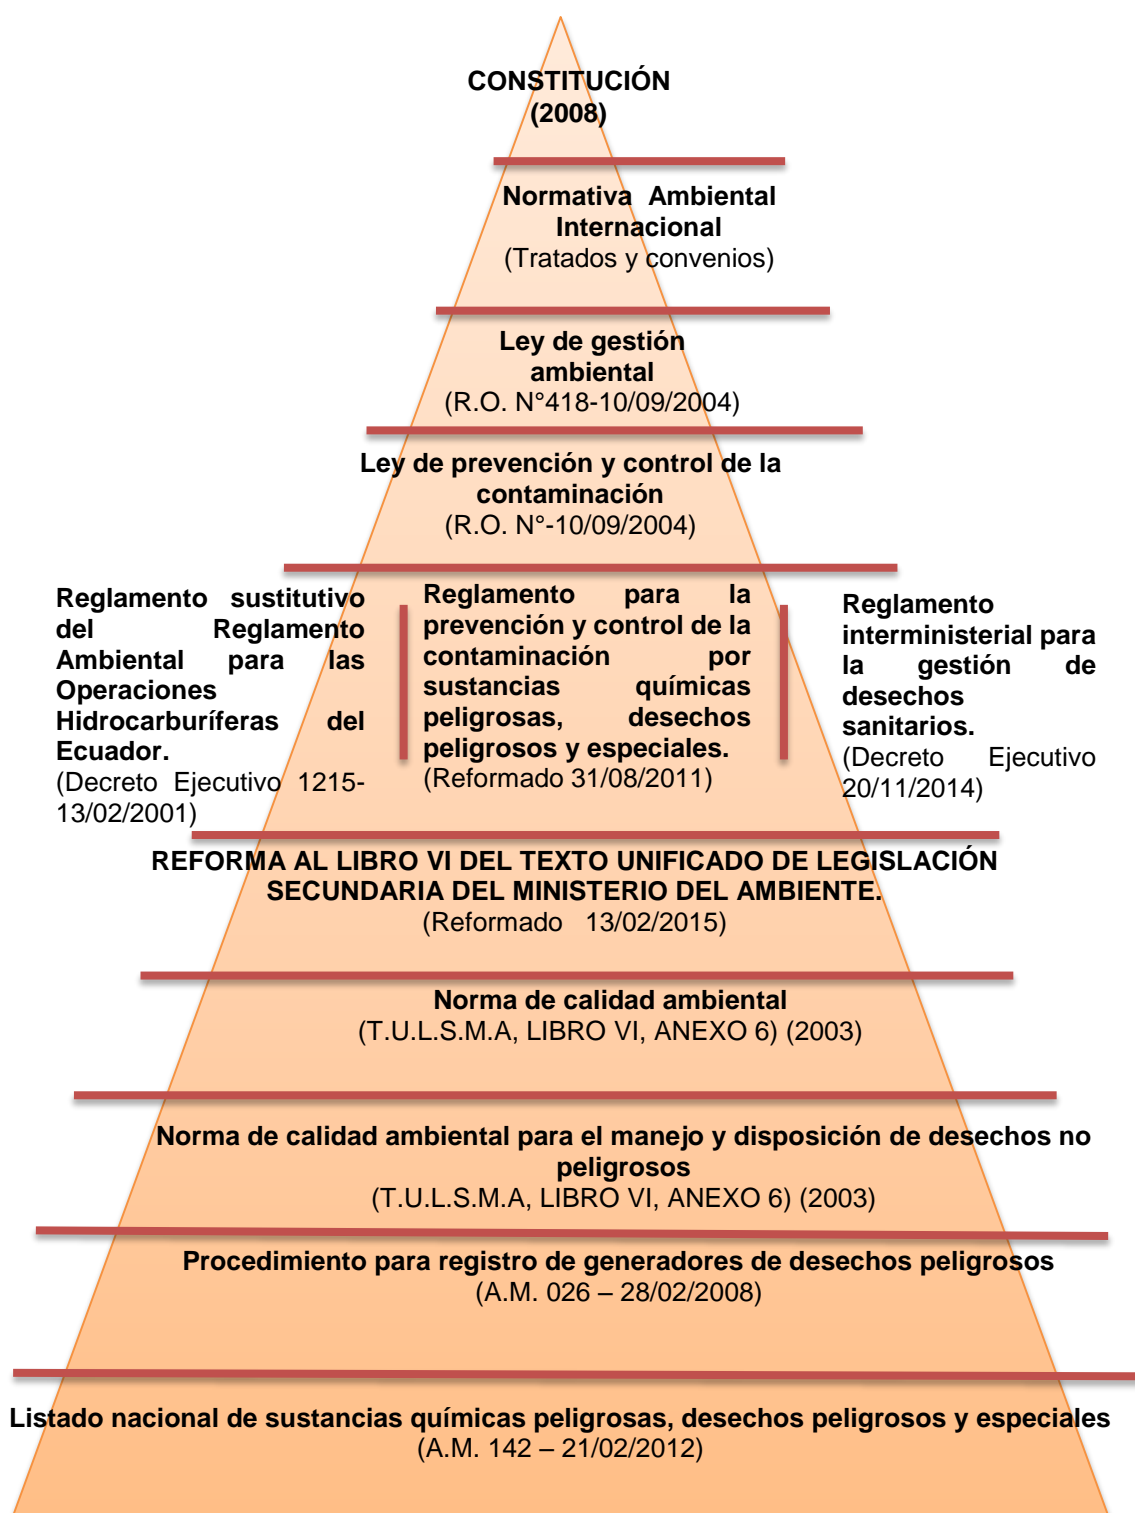 CONSTITUCIÓN
(2008)
Normativa Ambiental
Internacional
(Tratados y convenios)
Ley de gestión
ambiental
(R.O. N°418-10/09/2004)
Ley de prevención y control de la
contaminación
(R.O. N°-10/09/2004)
Reglamento sustitutivo
del Reglamento
Ambiental para las
Operaciones
Hidrocarburíferas del
Ecuador.
(Decreto Ejecutivo 1215-
13/02/2001)
Reglamento para la
prevención y control de la
contaminación por
sustancias químicas
peligrosas, desechos
peligrosos y especiales.
(Reformado 31/08/2011)
Reglamento
interministerial para
la gestión de
desechos
sanitarios.
(Decreto Ejecutivo
20/11/2014)
REFORMA AL LIBRO VI DEL TEXTO UNIFICADO DE LEGISLACIÓN
SECUNDARIA DEL MINISTERIO DEL AMBIENTE.
(Reformado 13/02/2015)
Norma de calidad ambiental
(T.U.L.S.M.A, LIBRO VI, ANEXO 6) (2003)
Norma de calidad ambiental para el manejo y disposición de desechos no
peligrosos
(T.U.L.S.M.A, LIBRO VI, ANEXO 6) (2003)
Procedimiento para registro de generadores de desechos peligrosos
(A.M. 026 – 28/02/2008)
Listado nacional de sustancias químicas peligrosas, desechos peligrosos y especiales
(A.M. 142 – 21/02/2012)